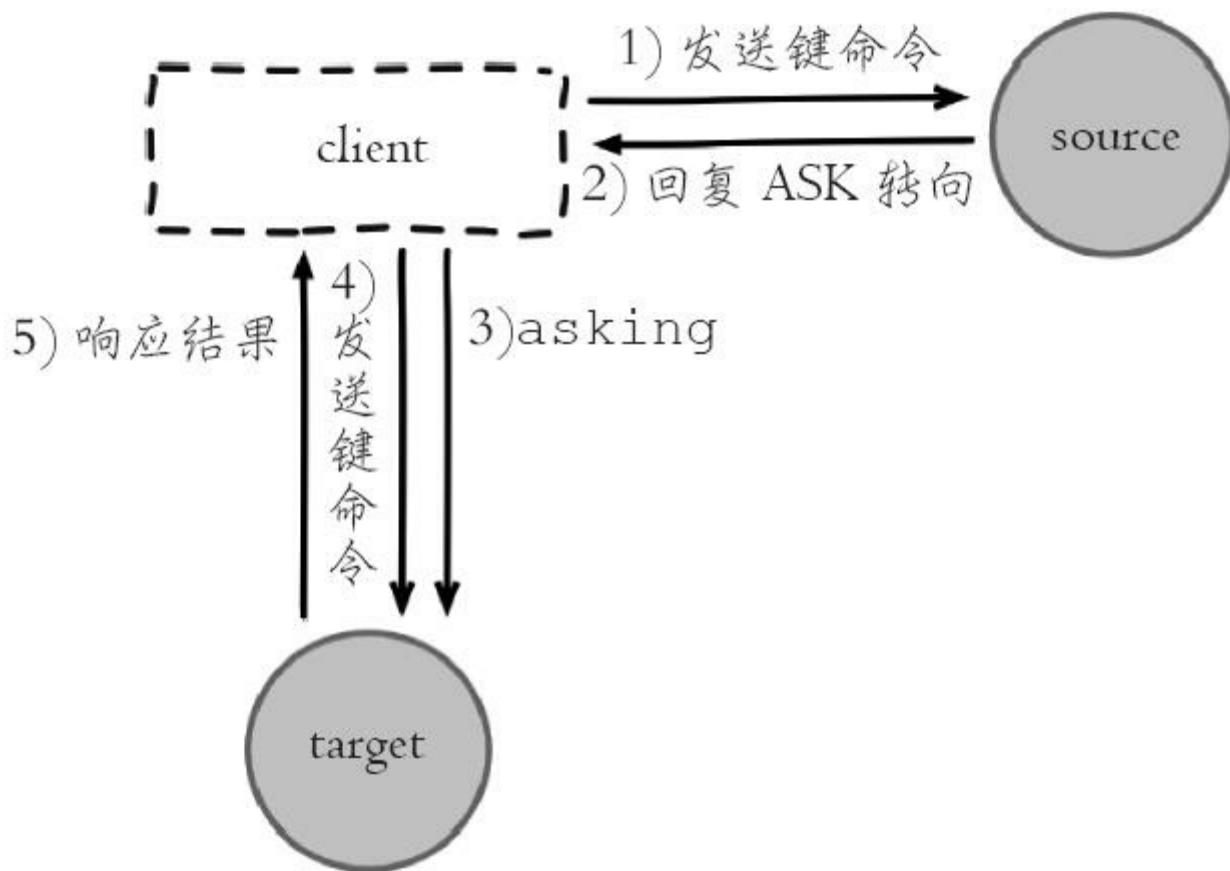 1) 发送键命令
client
source
2) 回复 ASK 转向
4)
发
送
键
命
令
5) 响应结果
3)asking
target